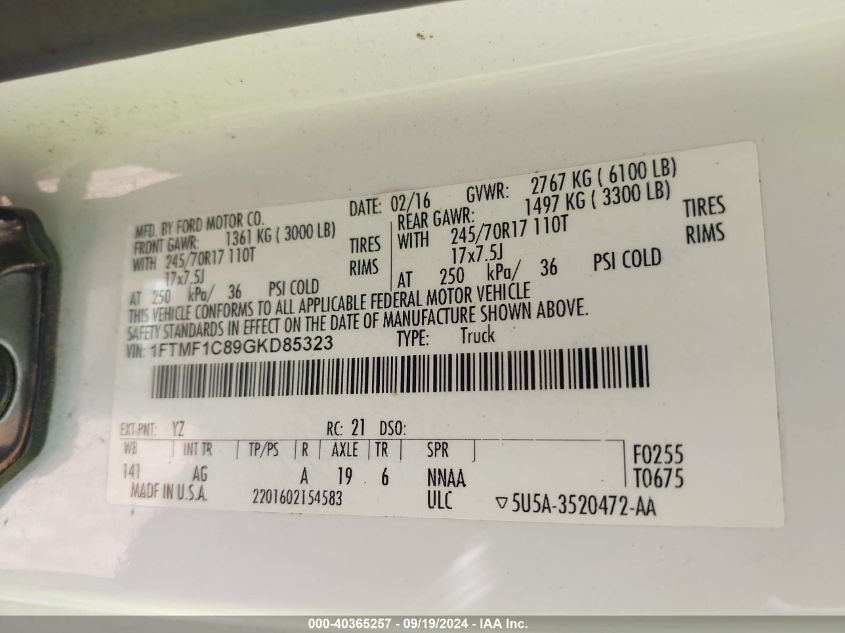 MFD. BY FORD MOTOR CO. DATE: 02/16 GVWR: 2767 KG ( 6100 LB)
FRONT GAWR: 1361 KG ( 3000 LB) REAR GAWR: 1497 KG ( 3300 LB)
WITH 245/70R17 110T TIRES WITH 245/70R17 110T TIRES
17x7.5J RIMS 17x7.5J RIMS
AT 250 kPa/ 36 PSI COLD AT 250 kPa/ 36 PSI COLD
THIS VEHICLE CONFORMS TO ALL APPLICABLE FEDERAL MOTOR VEHICLE
SAFETY STANDARDS IN EFFECT ON THE DATE OF MANUFACTURE SHOWN ABOVE.
VIN: 1FTMF1C89GKD85323 TYPE: Truck
EXT PNT: YZ RC: 21 DSO:
WB INT TR TP/PS R AXLE TR SPR F0255
141 AG A 19 6 NNAA T0675
MADE IN U.S.A. 2201602154583 ULC ▽5U5A-3520472-AA
000-40365257 - 09/19/2024 - IAA Inc.